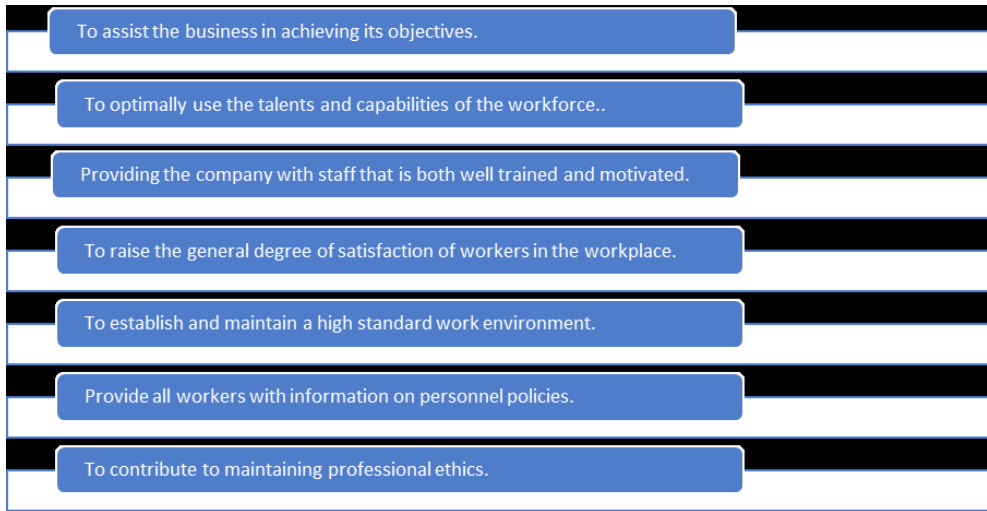 To assist the business in achieving its objectives.
To optimally use the talents and capabilities of the workforce..
Providing the company with staff that is both well trained and motivated.
To raise the general degree of satisfaction of workers in the workplace.
To establish and maintain a high standard work environment.
Provide all workers with information on personnel policies.
To contribute to maintaining professional ethics.